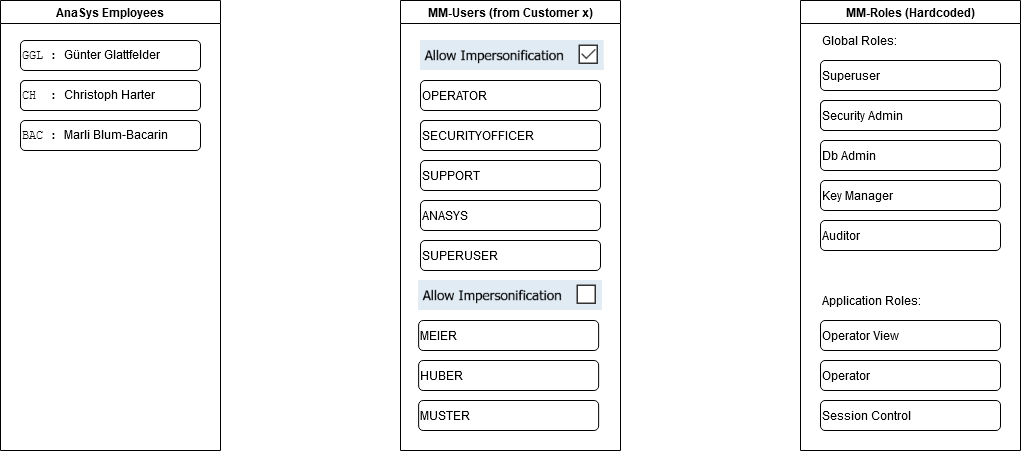 AnaSys Employees
GGL : Günter Glattfelder
CH : Christoph Harter
BAC : Marli Blum-Bacarin
MM-Users (from Customer x)
Allow Impersonification
OPERATOR
SECURITYOFFICER
SUPPORT
ANASYS
SUPERUSER
Allow Impersonification
MEIER
HUBER
MUSTER
MM-Roles (Hardcoded)
Global Roles:
Superuser
Security Admin
Db Admin
Key Manager
Auditor
Application Roles:
Operator View
Operator
Session Control